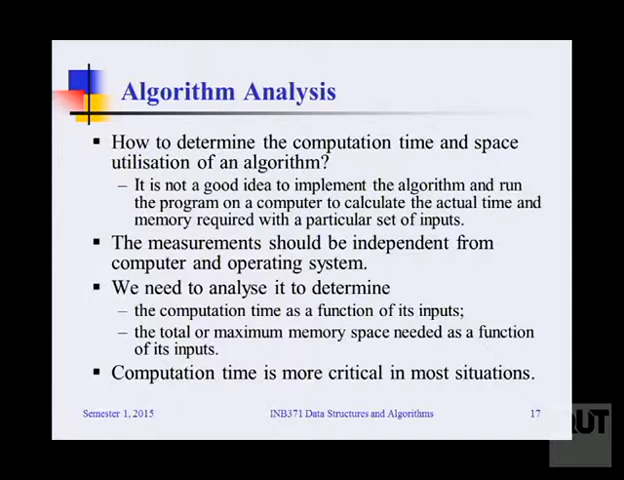 Algorithm Analysis
▪ How to determine the computation time and space
utilisation of an algorithm?
– It is not a good idea to implement the algorithm and run
the program on a computer to calculate the actual time and
memory required with a particular set of inputs.
▪ The measurements should be independent from
computer and operating system.
▪ We need to analyse it to determine
– the computation time as a function of its inputs;
– the total or maximum memory space needed as a function
of its inputs.
▪ Computation time is more critical in most situations.
Semester 1, 2015 INB371 Data Structures and Algorithms 17
QUT